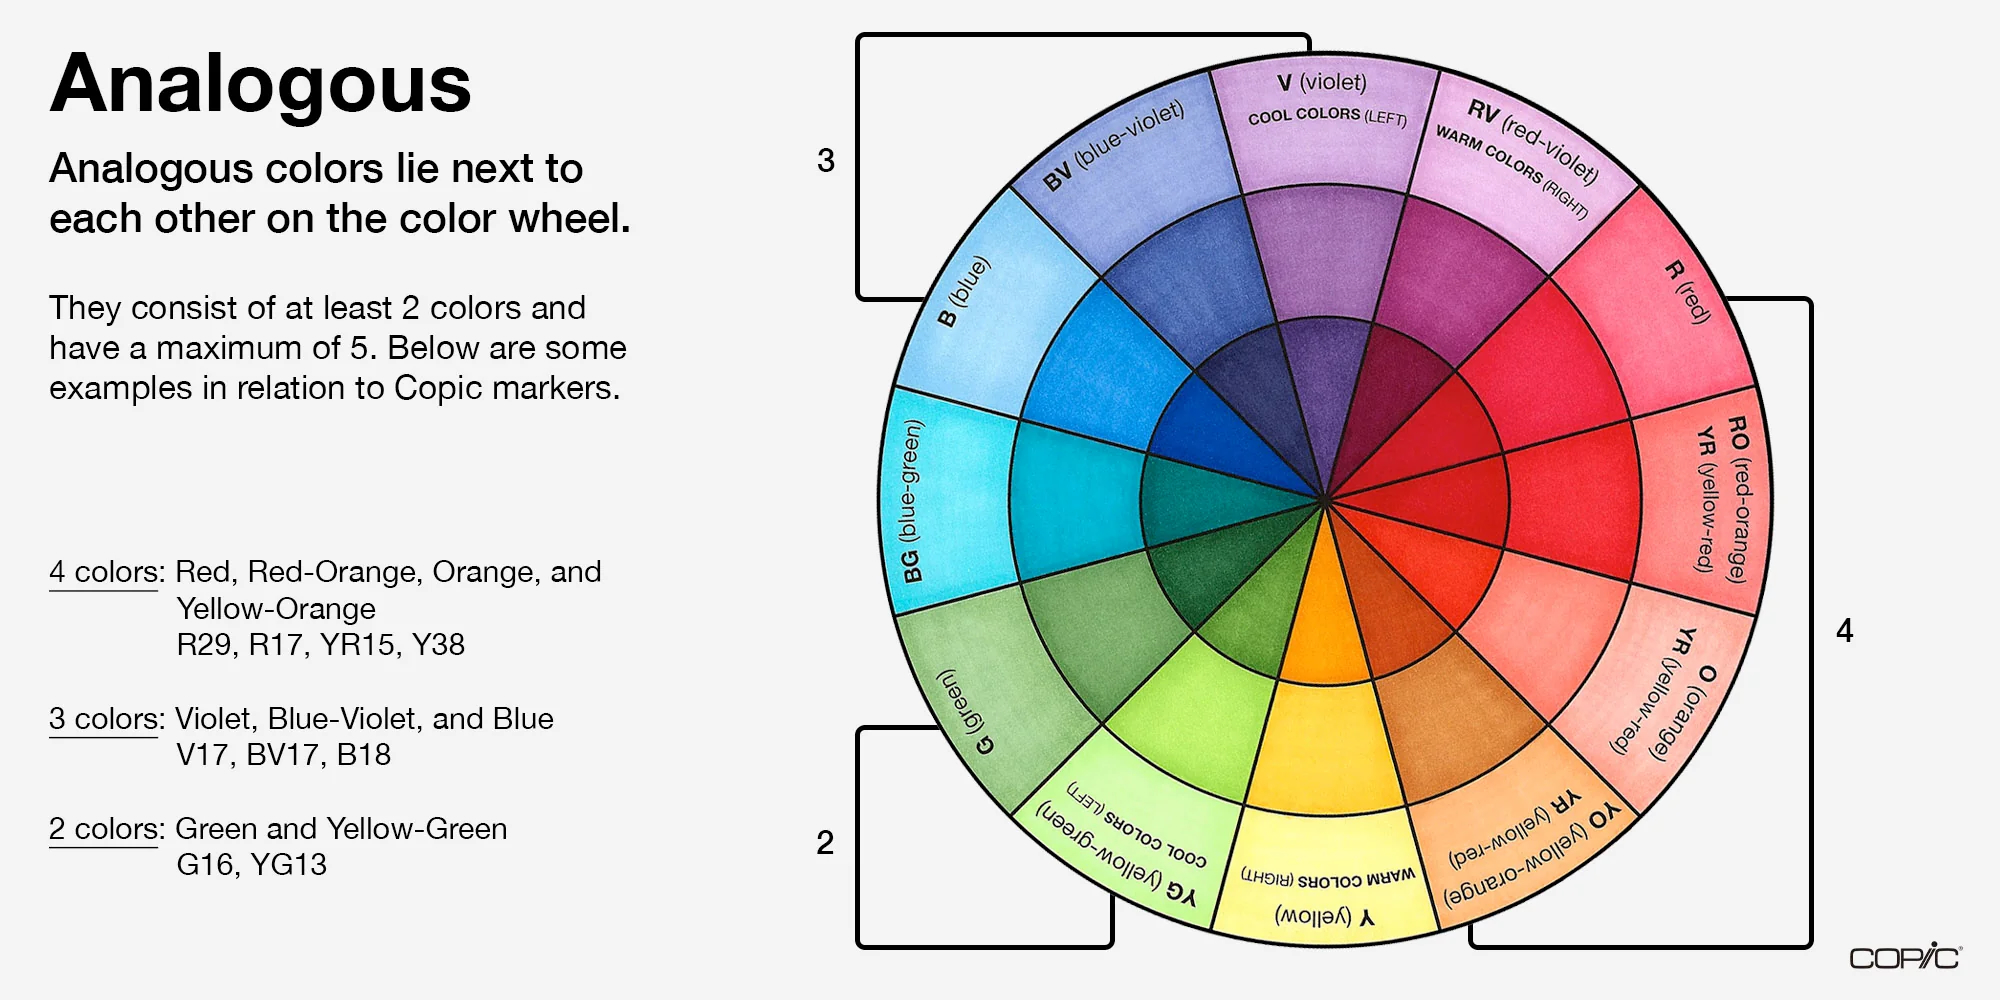 Analogous
Analogous colors lie next to
each other on the color wheel.
They consist of at least 2 colors and
have a maximum of 5. Below are some
examples in relation to Copic markers.
4 colors: Red, Red-Orange, Orange, and
Yellow-Orange
R29, R17, YR15, Y38
3 colors: Violet, Blue-Violet, and Blue
V17, BV17, B18
2 colors: Green and Yellow-Green
G16, YG13
3
V (violet)
COOL COLORS (LEFT)
RV (red-violet)
WARM COLORS (RIGHT)
R (red)
RO (red-orange)
YR (yellow-red)
O (orange)
YR (yellow-red)
YO (yellow-orange)
YR (yellow-red)
Y (yellow)
WARM COLORS (RIGHT)
YG (yellow-green)
COOL COLORS (LEFT)
G (green)
BG (blue-green)
B (blue)
BV (blue-violet)
4
2
COPIC